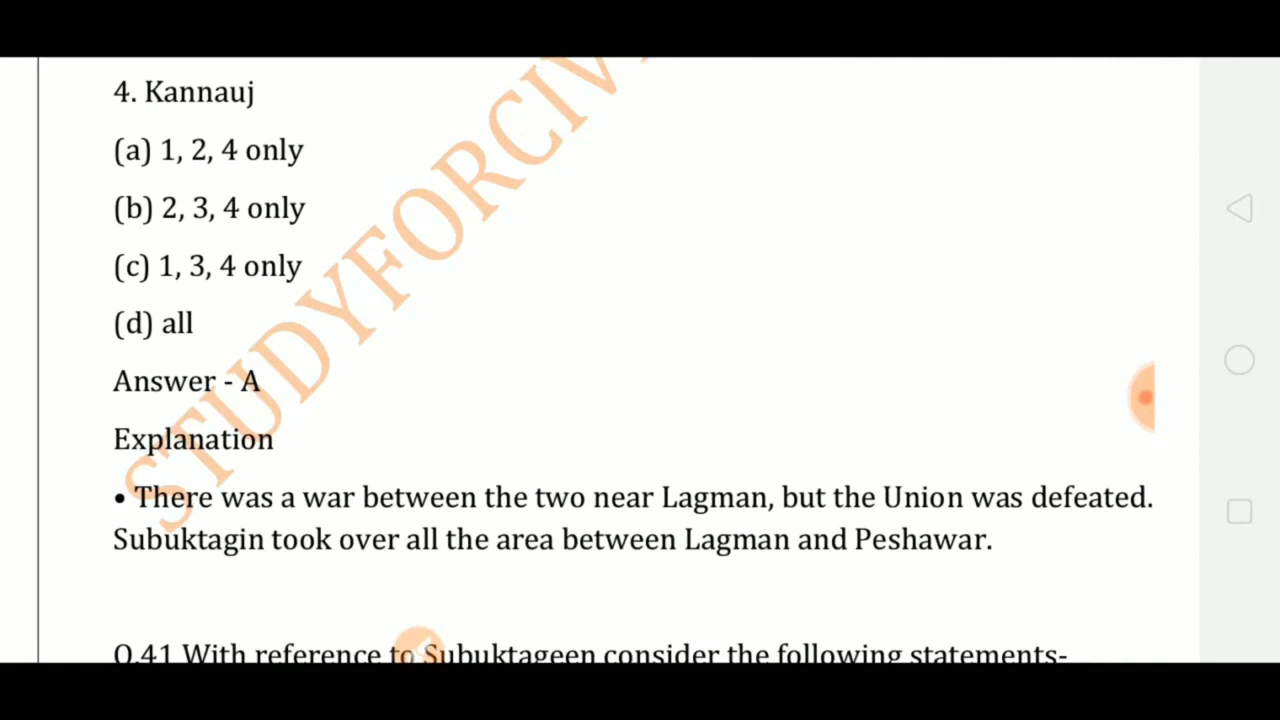 4. Kannauj
(a) 1, 2, 4 only
(b) 2, 3, 4 only
(c) 1, 3, 4 only
(d) all
Answer - A
Explanation
• There was a war between the two near Lagman, but the Union was defeated.
Subuktagin took over all the area between Lagman and Peshawar.
Q.41 With reference to Subuktageen consider the following statements-
STUDYFORCIV